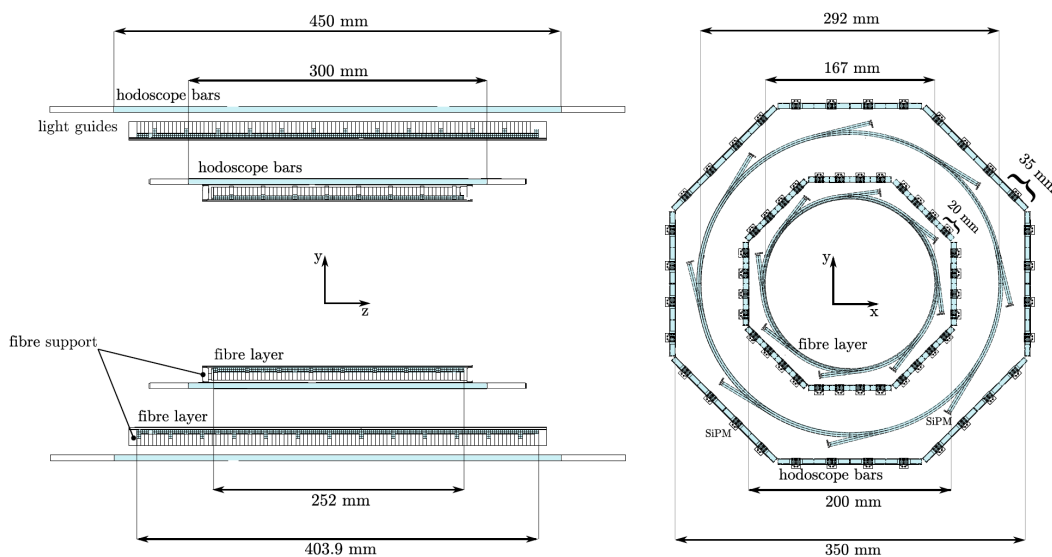 450 mm
300 mm
hodoscope bars
light guides
hodoscope bars
y
z
fibre support
fibre layer
fibre layer
252 mm
403.9 mm
292 mm
167 mm
35 mm
20 mm
y
x
fibre layer
SiPM
SiPM
hodoscope bars
200 mm
350 mm